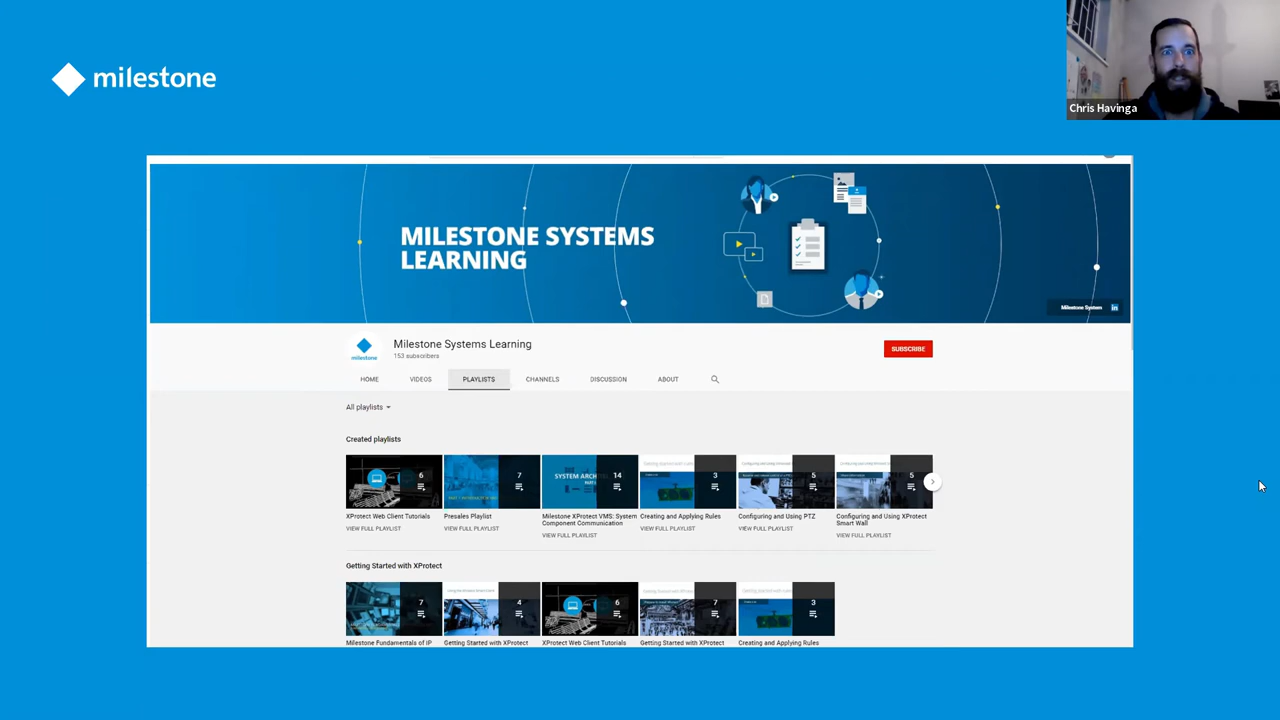 milestone
Chris Havinga
MILESTONE SYSTEMS
LEARNING
Milestone System
milestone
Milestone Systems Learning
153 subscribers
SUBSCRIBE
HOME VIDEOS PLAYLISTS CHANNELS DISCUSSION ABOUT
All playlists
Created playlists
6 7 14 3 5 5
XProtect Web Client Tutorials
VIEW FULL PLAYLIST
Presales Playlist
VIEW FULL PLAYLIST
Milestone XProtect VMS: System
Component Communication
VIEW FULL PLAYLIST
Creating and Applying Rules
VIEW FULL PLAYLIST
Configuring and Using PTZ
VIEW FULL PLAYLIST
Configuring and Using XProtect
Smart Wall
VIEW FULL PLAYLIST
Getting Started with XProtect
7 4 6 7 3
Milestone Fundamentals of IP
Getting Started with XProtect
XProtect Web Client Tutorials
Getting Started with XProtect
Creating and Applying Rules